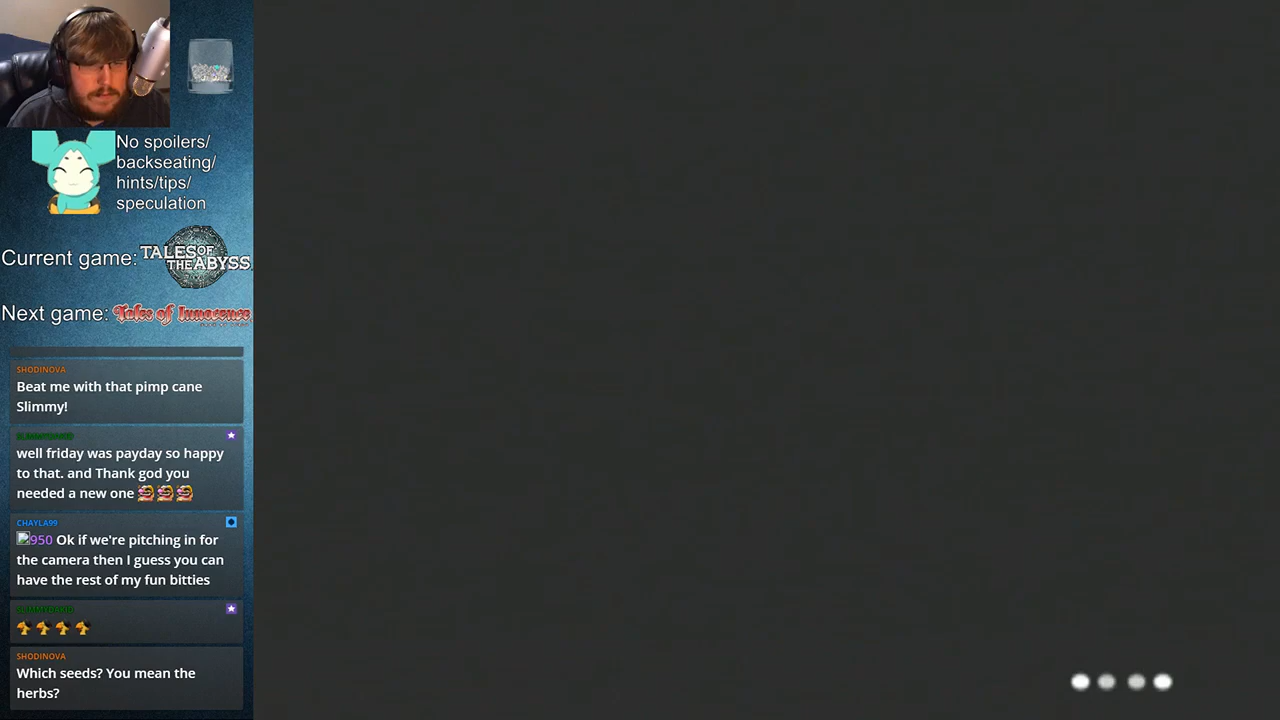 No spoilers/
backseating/
hints/tips/
speculation
Current game: TALES OF THE ABYSS
Next game: Tales of Innocence
SHODINOVA
Beat me with that pimp cane
Slimmy!
well friday was payday so happy
to that. and Thank god you
needed a new one
CHAYLA99
950 Ok if we're pitching in for
the camera then I guess you can
have the rest of my fun bitties
SHODINOVA
Which seeds? You mean the
herbs?